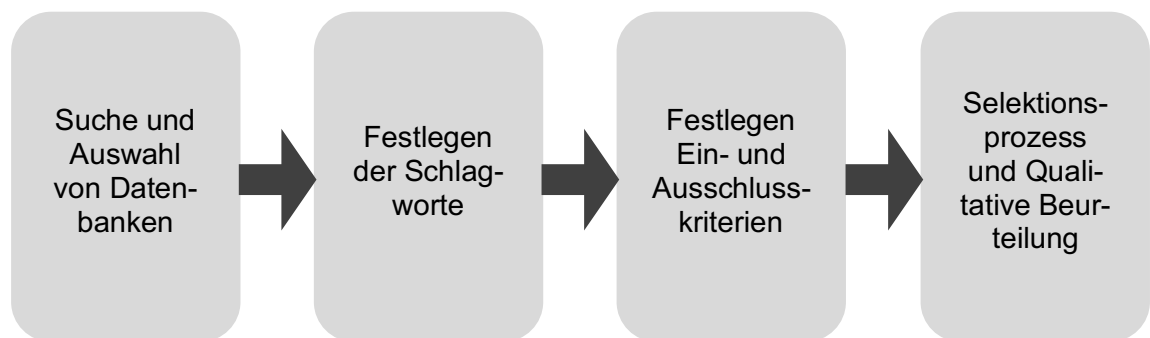 Suche und
Auswahl
von Daten-
banken
Festlegen
der Schlag-
worte
Festlegen
Ein- und
Ausschluss-
kriterien
Selektions-
prozess
und Quali-
tative Beur-
teilung